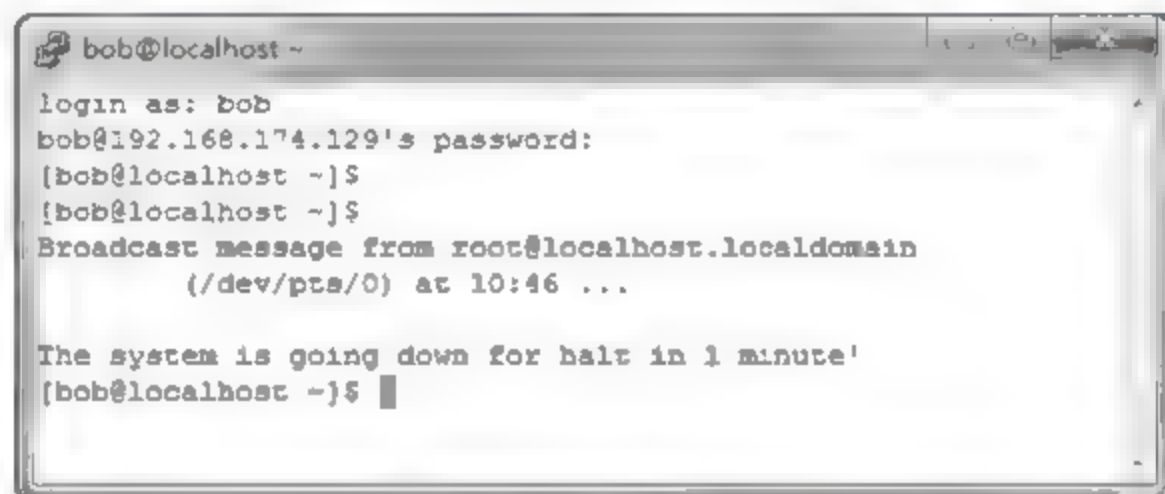 bob@localhost ~
login as: bob
bob@192.168.174.129's password:
[bob@localhost ~]$
[bob@localhost ~]$
Broadcast message from root@localhost.localdomain
(/dev/pts/0) at 10:46 ...
The system is going down for halt in 1 minute!
[bob@localhost ~]$